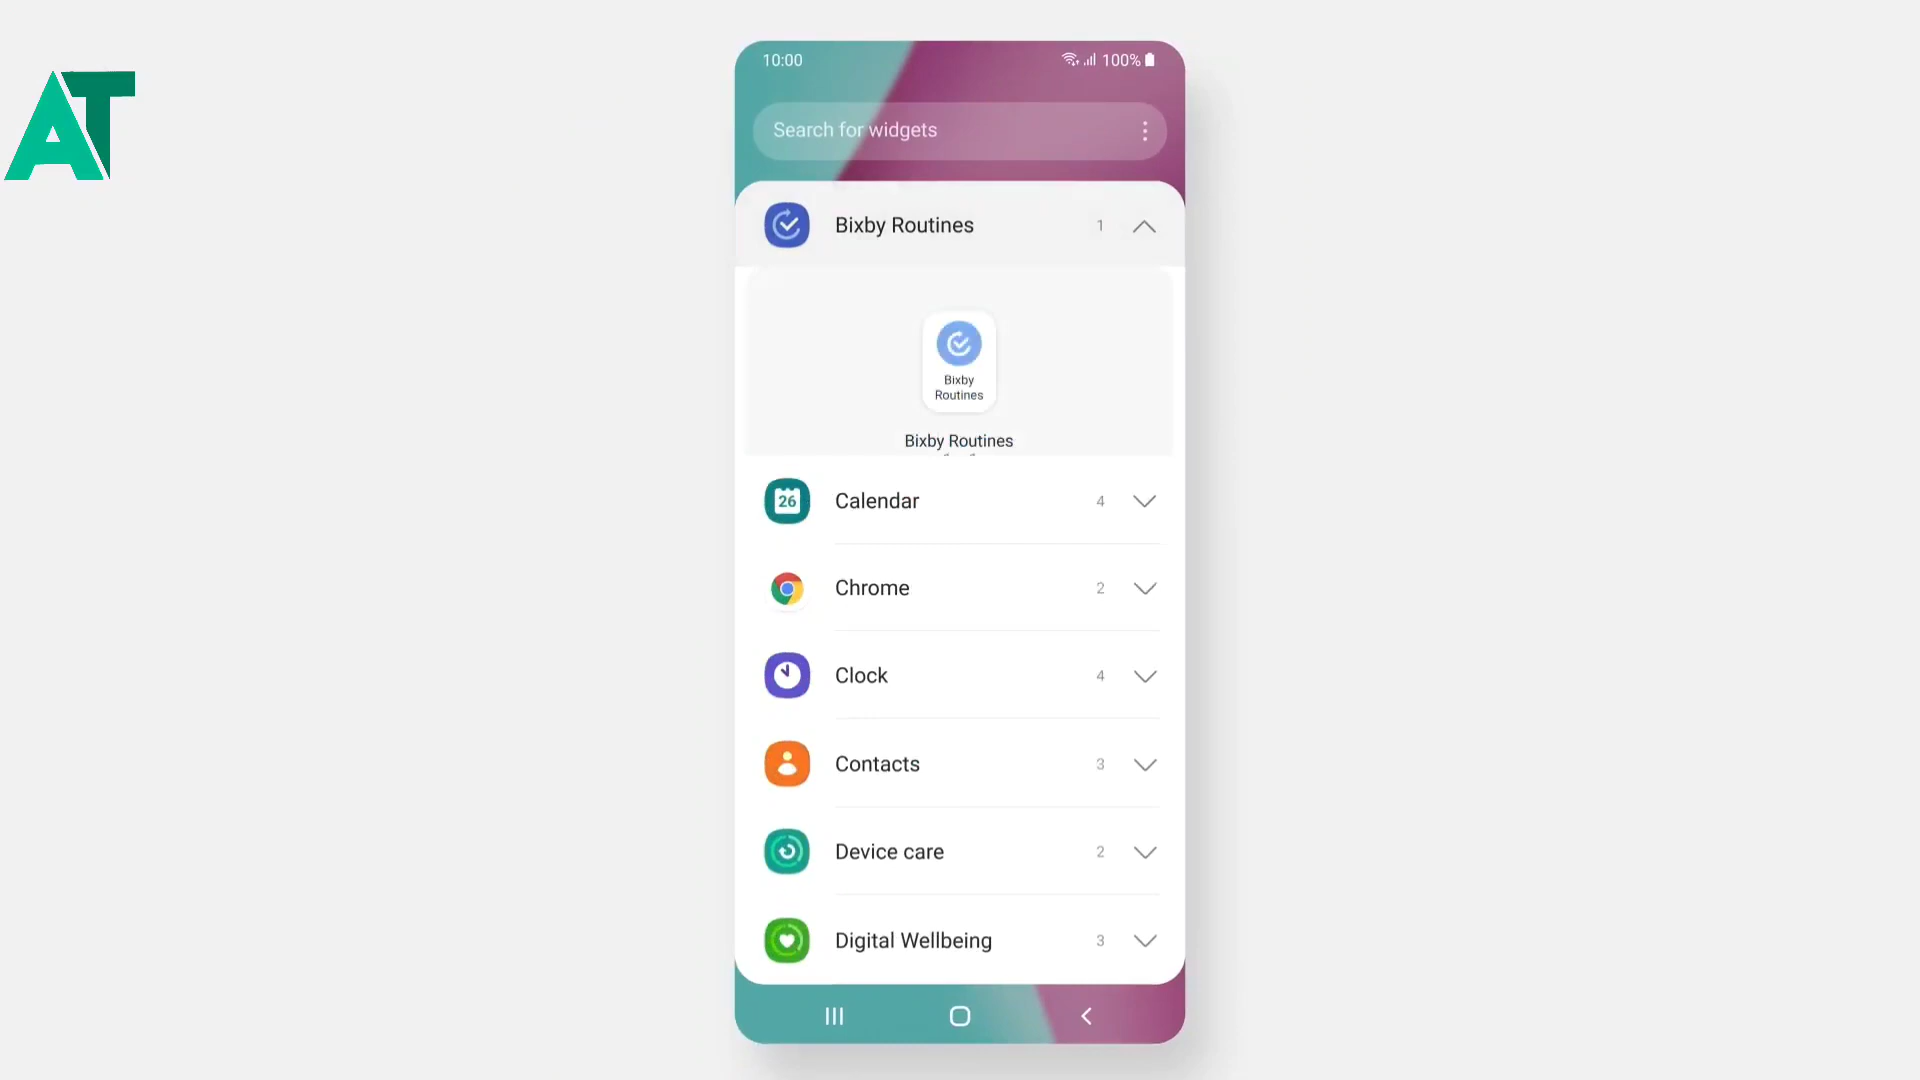 AT
10:00 100%
Search for widgets
Bixby Routines 1
Bixby
Routines
Bixby Routines
26 Calendar 4
Chrome 2
Clock 4
Contacts 3
Device care 2
Digital Wellbeing 3